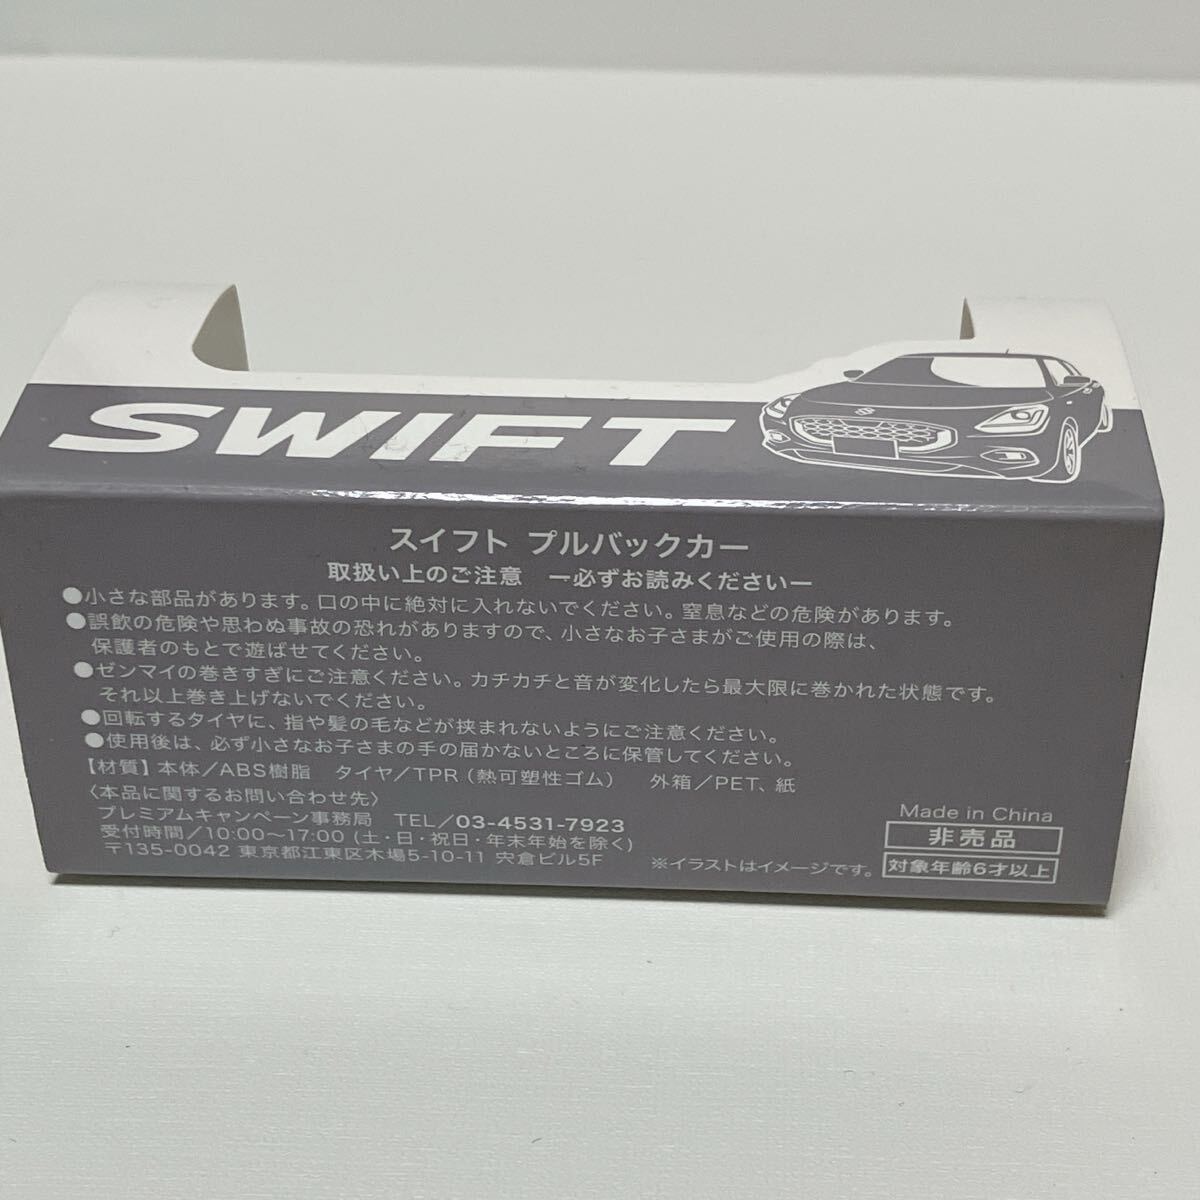 SWIFT
スイフト プルバックカー
取扱い上のご注意 ー必ずお読みくださいー
●小さな部品があります。口の中に絶対に入れないでください。窒息などの危険があります。
●誤飲の危険や思わぬ事故の恐れがありますので、小さなお子さまがご使用の際は、
保護者のもとで遊ばせてください。
●ゼンマイの巻きすぎにご注意ください。カチカチと音が変化したら最大限に巻かれた状態です。
それ以上巻き上げないでください。
●回転するタイヤに、指や髪の毛などが挟まれないようにご注意ください。
●使用後は、必ず小さなお子さまの手の届かないところに保管してください。
【材質】本体／ABS樹脂 タイヤ／TPR（熱可塑性ゴム） 外箱／PET、紙
〈本品に関するお問い合わせ先〉
プレミアムキャンペーン事務局 TEL／03-4531-7923
受付時間／10:00〜17:00（土・日・祝日・年末年始を除く）
〒135-0042 東京都江東区木場5-10-11 宍倉ビル5F
※イラストはイメージです。
Made in China
非売品
対象年齢6才以上